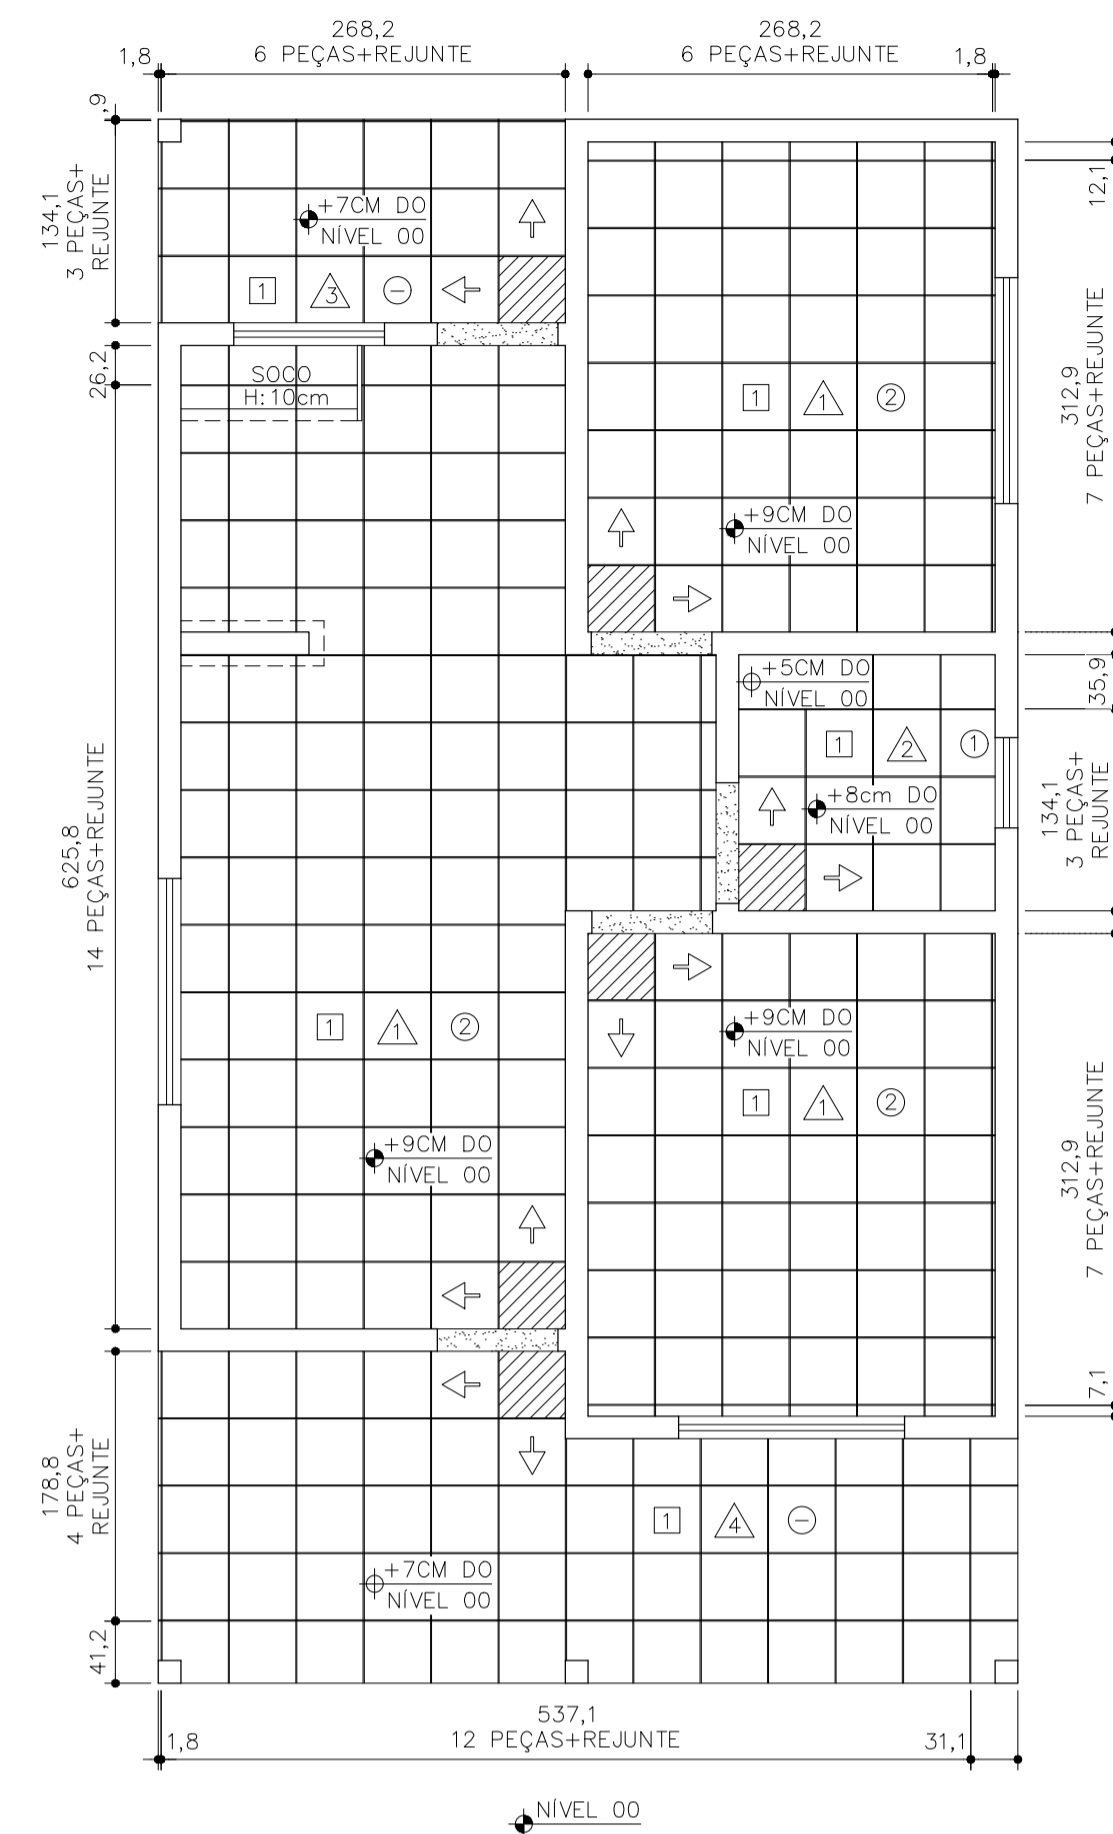 268,2
6 PEÇAS+REJUNTE
1,8
268,2
6 PEÇAS+REJUNTE
1,8
,9
134,1
3 PEÇAS+
REJUNTE
+7CM DO
NÍVEL 00
1
3
–
12,1
26,2
SOCO
H:10cm
312,9
7 PEÇAS+REJUNTE
1
1
2
+9CM DO
NÍVEL 00
+5CM DO
NÍVEL 00
35,9
1
2
1
+8cm DO
NÍVEL 00
134,1
3 PEÇAS+
REJUNTE
625,8
14 PEÇAS+REJUNTE
1
1
2
+9CM DO
NÍVEL 00
+9CM DO
NÍVEL 00
1
1
2
312,9
7 PEÇAS+REJUNTE
7,1
178,8
4 PEÇAS+
REJUNTE
1
4
–
+7CM DO
NÍVEL 00
41,2
1,8
537,1
12 PEÇAS+REJUNTE
31,1
NÍVEL 00